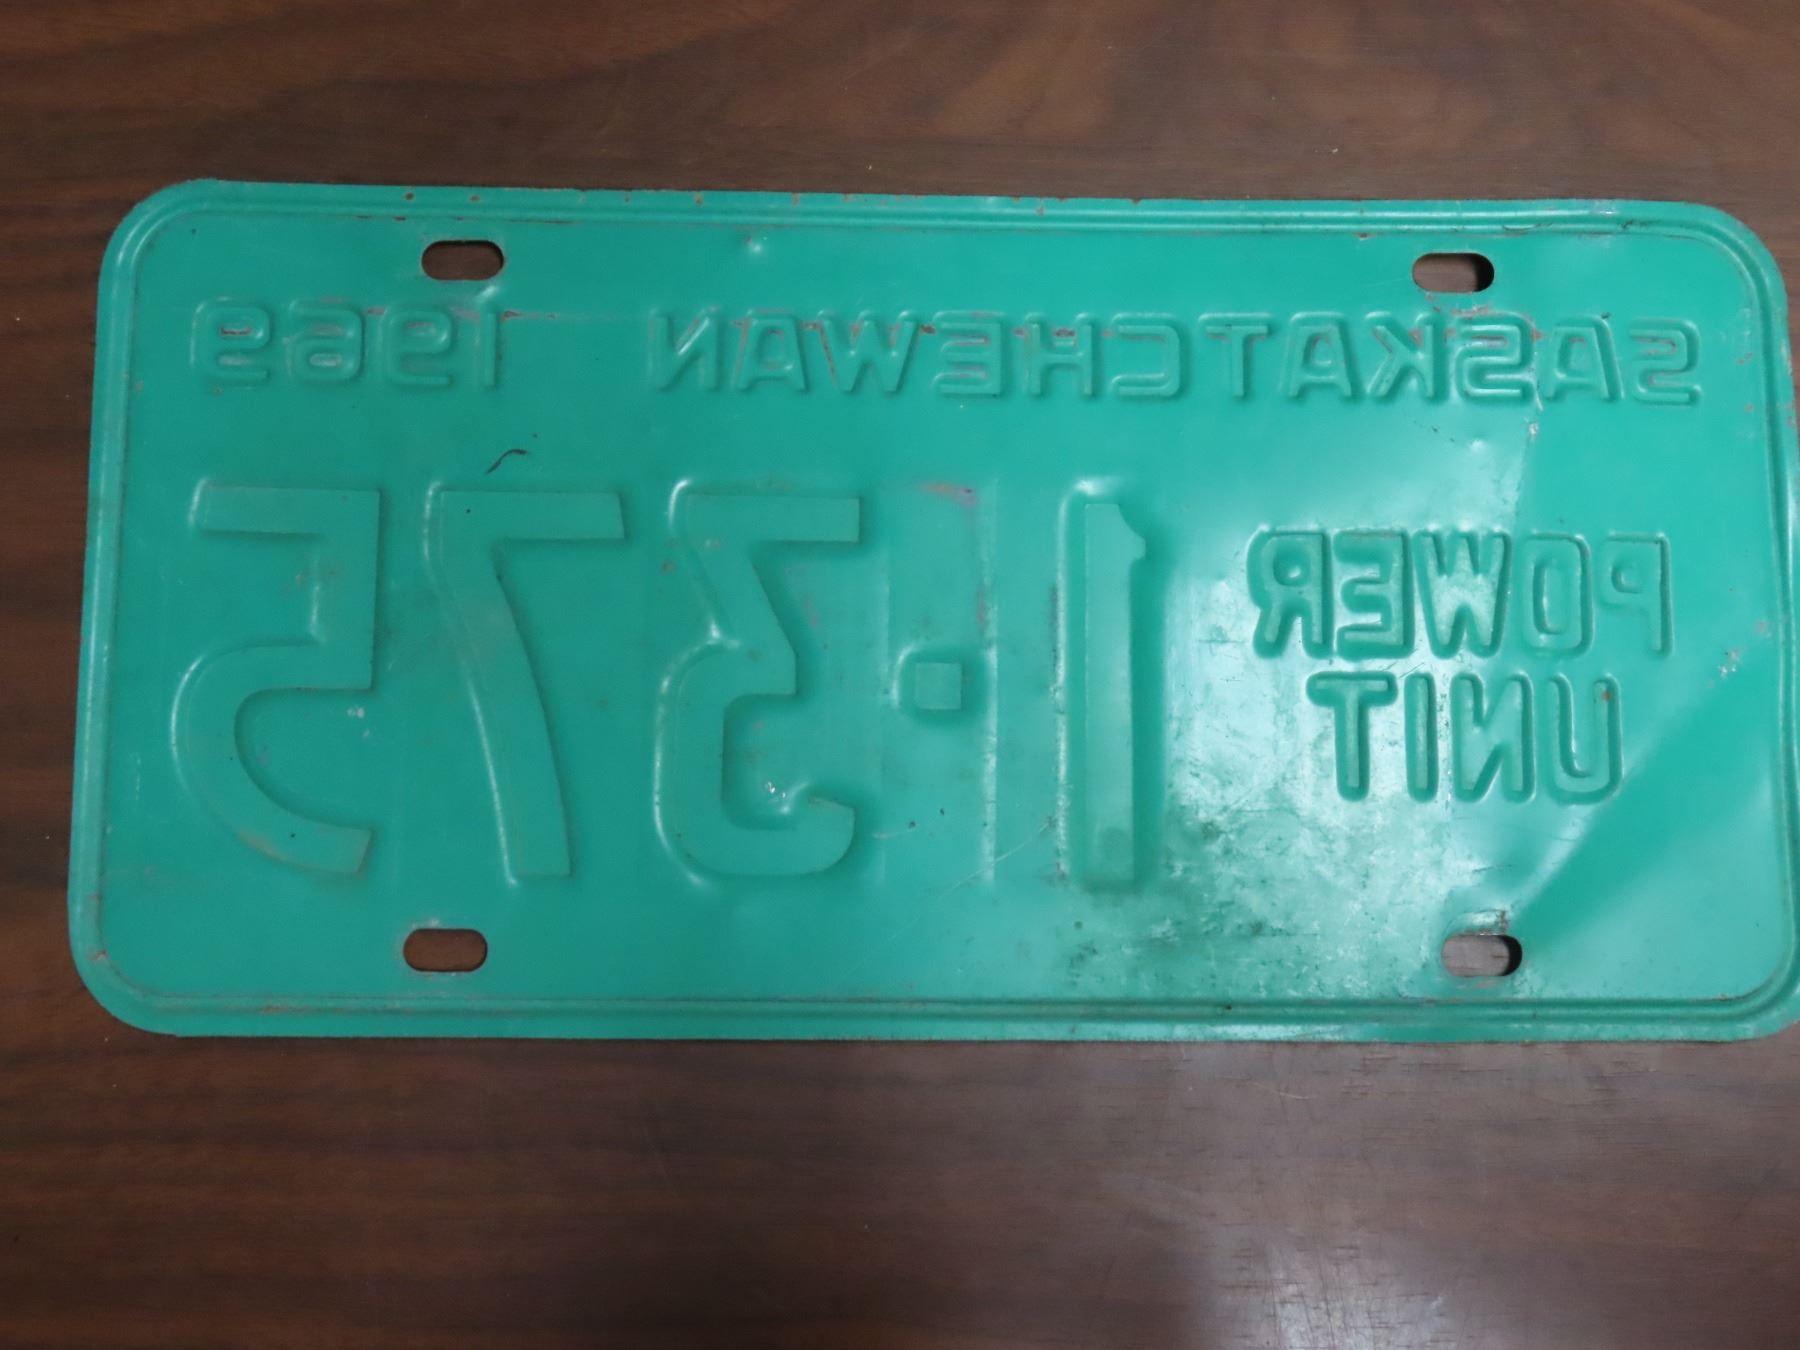 SASKATCHEWAN 1969
POWER
UNIT
1·375